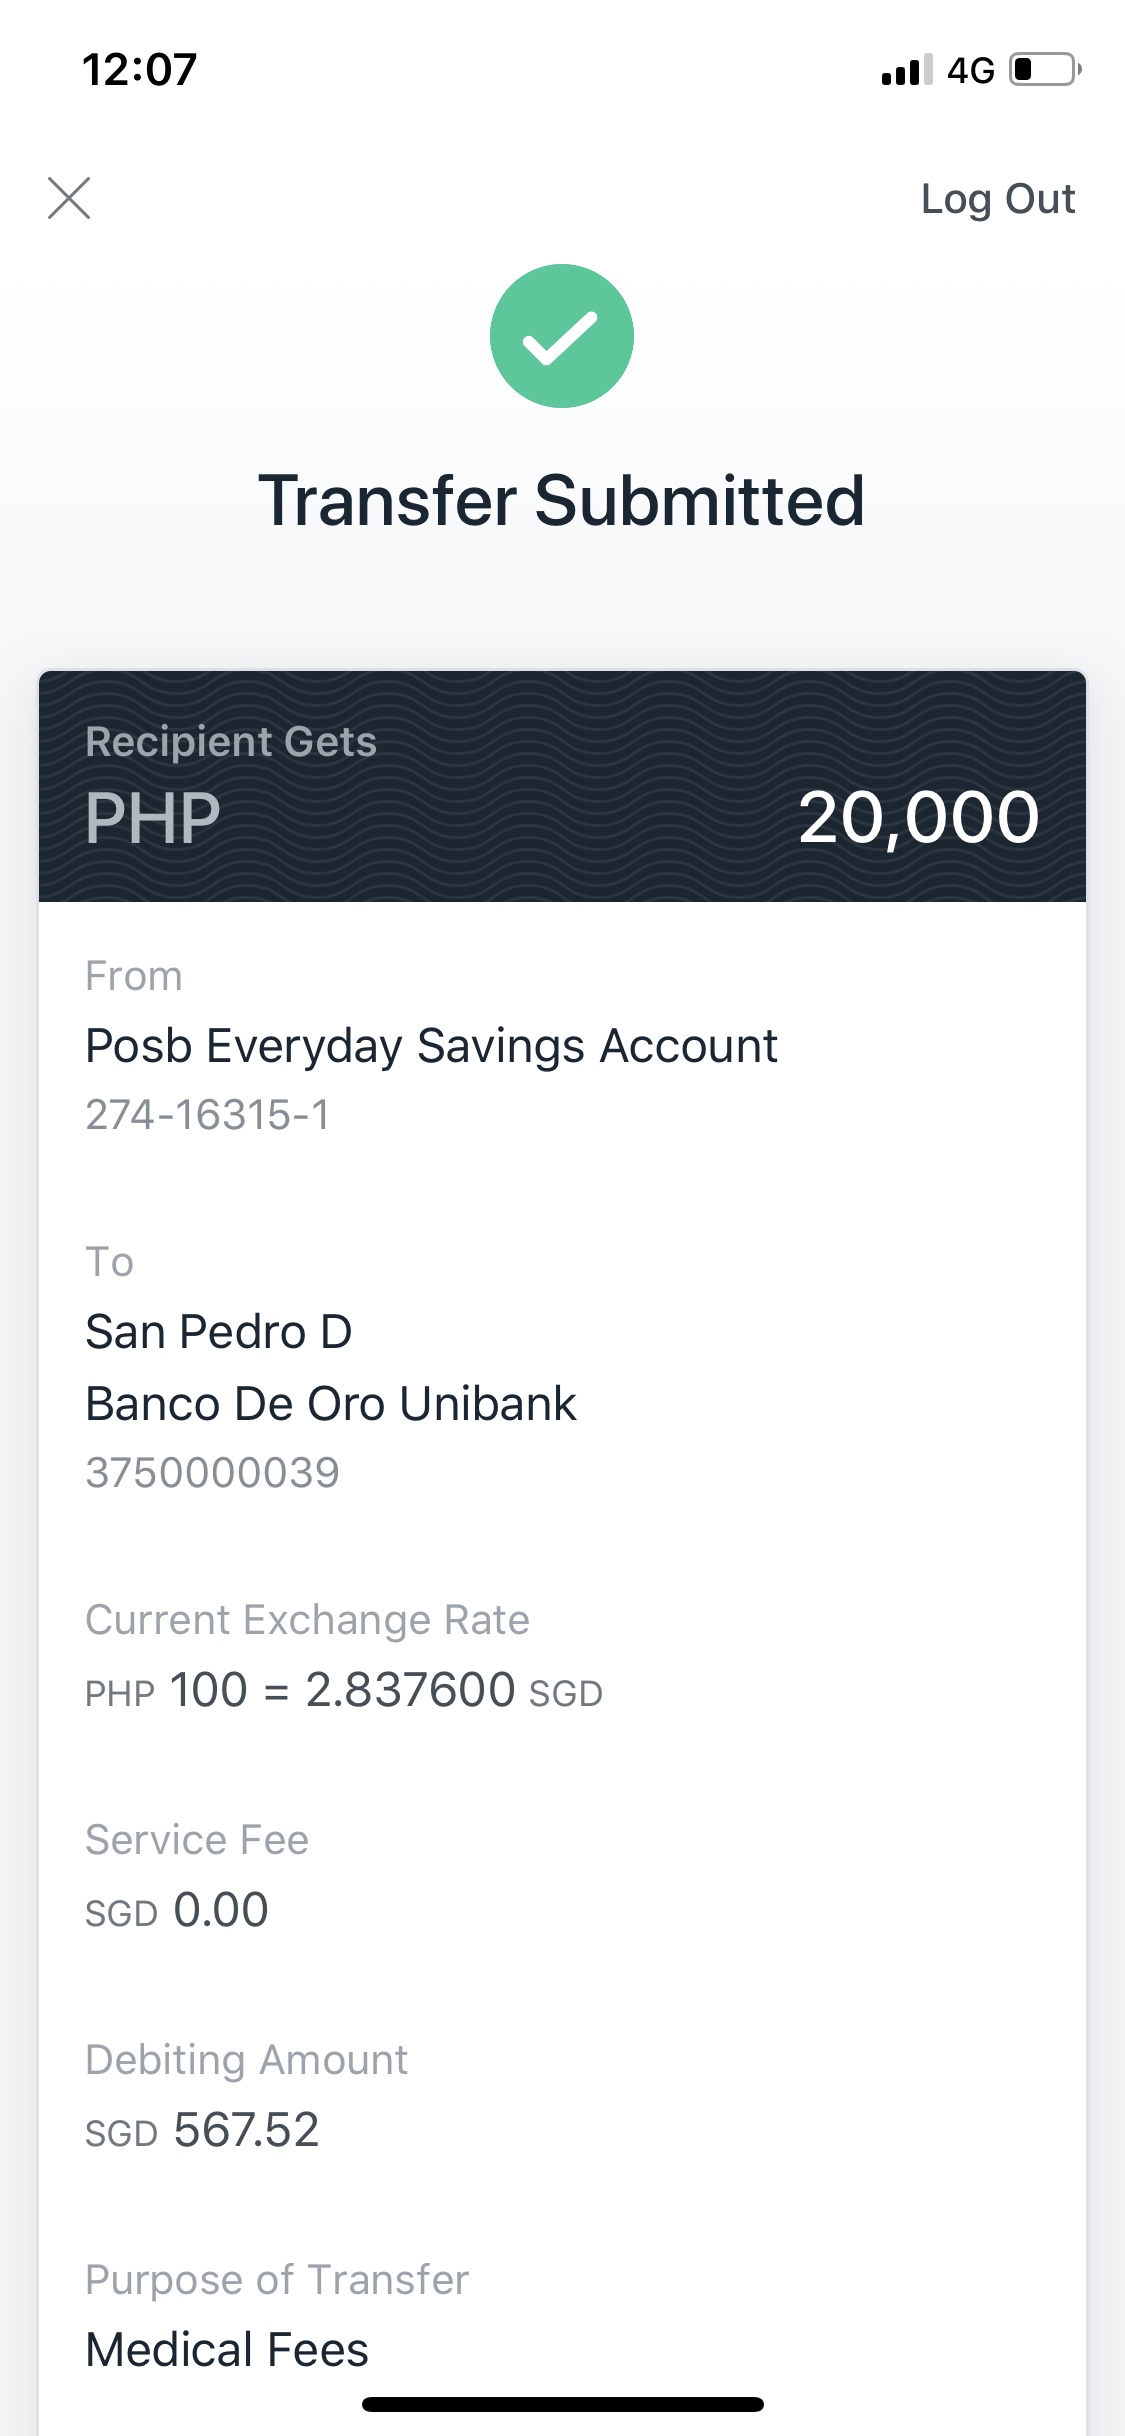 12:07
4G
Log Out
Transfer Submitted
Recipient Gets
PHP 20,000
From
Posb Everyday Savings Account
274-16315-1
To
San Pedro D
Banco De Oro Unibank
3750000039
Current Exchange Rate
PHP 100 = 2.837600 SGD
Service Fee
SGD 0.00
Debiting Amount
SGD 567.52
Purpose of Transfer
Medical Fees